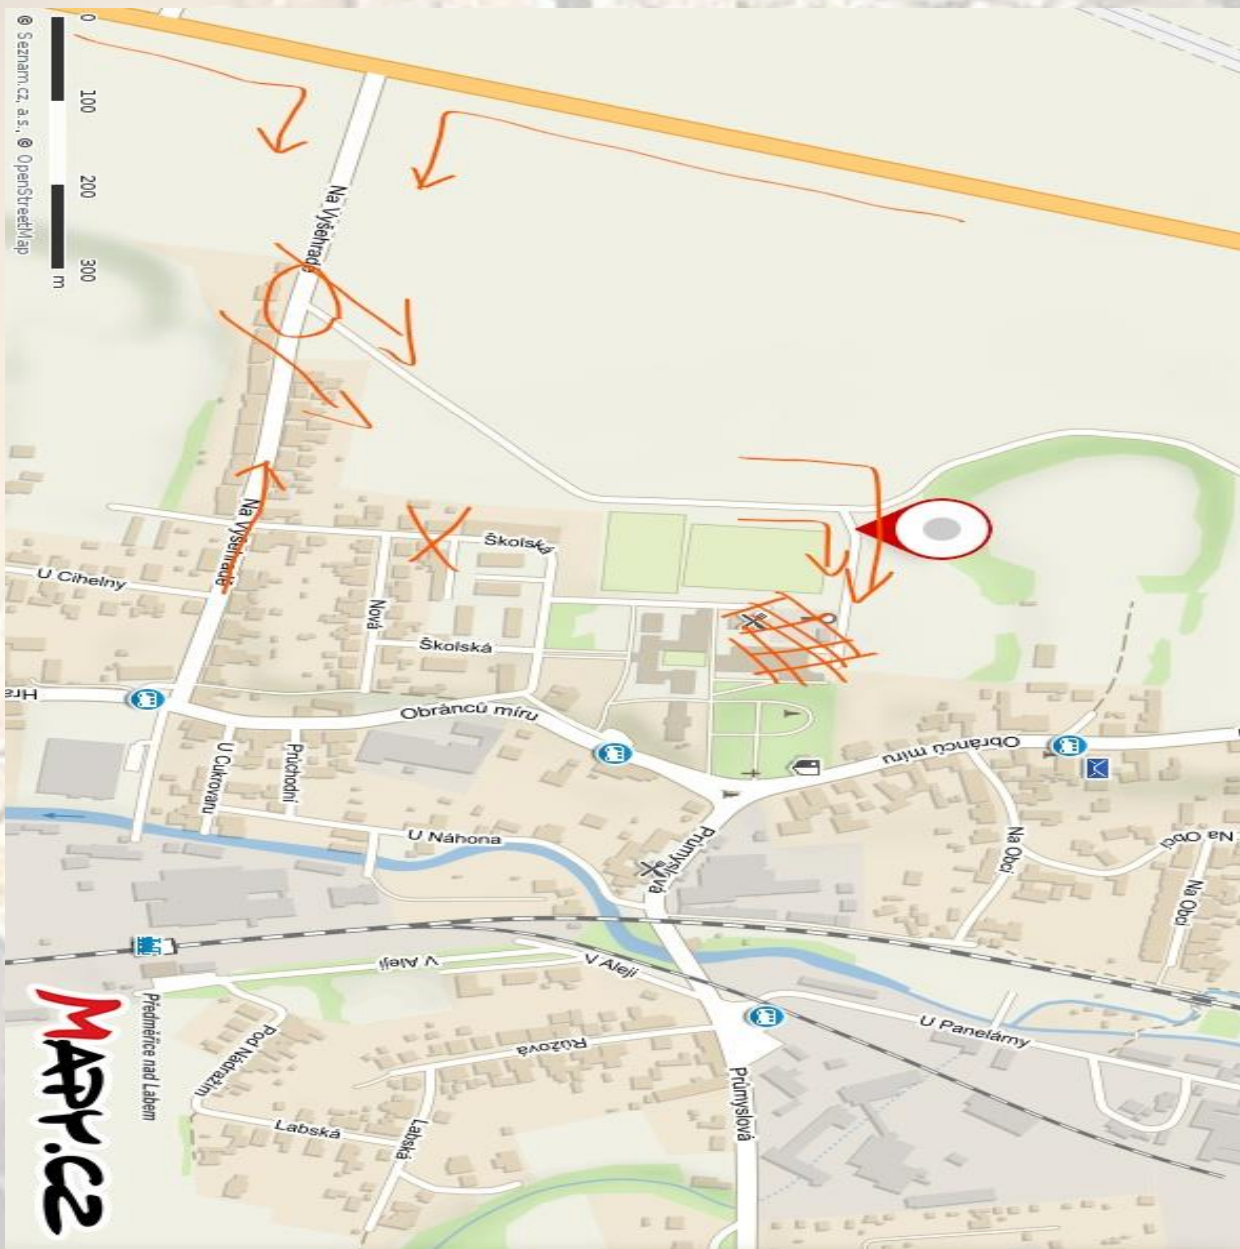 © Seznam.cz, a.s., © OpenStreetMap
0 100 200 300 m
Na Vyšehradě
Na Vyšehradě
U Cihelny
Školská
Nová
Školská
Obránců míru
Obránců míru
Hra
U Cukrovaru
Průchodní
U Náhona
Průmyslová
Na Obci
Na Obci
Na Obci
V Aleji
V Aleji
U Panelárny
Předměřice nad Labem
Pod Nádražím
Růžová
Labská
Labská
Průmyslová
MAPY.CZ